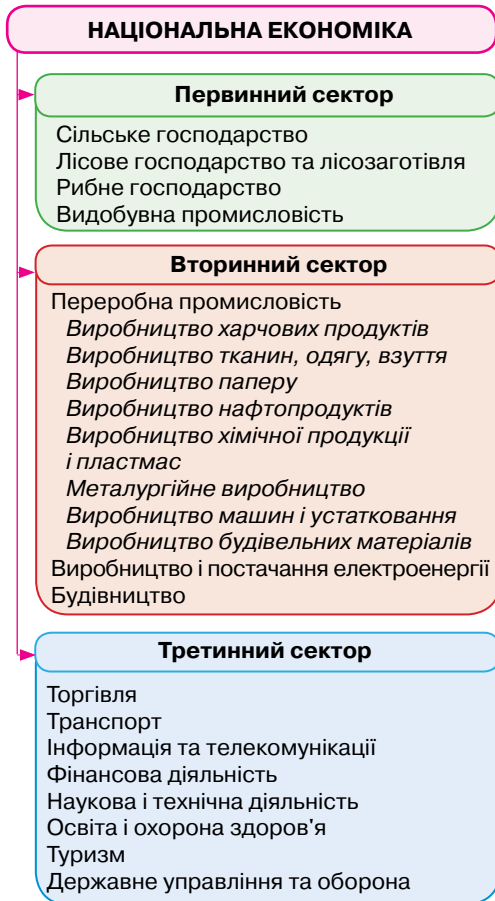 НАЦІОНАЛЬНА ЕКОНОМІКА
Первинний сектор
Сільське господарство
Лісове господарство та лісозаготівля
Рибне господарство
Видобувна промисловість
Вторинний сектор
Переробна промисловість
Виробництво харчових продуктів
Виробництво тканин, одягу, взуття
Виробництво паперу
Виробництво нафтопродуктів
Виробництво хімічної продукції
і пластмас
Металургійне виробництво
Виробництво машин і устатковання
Виробництво будівельних матеріалів
Виробництво і постачання електроенергії
Будівництво
Третинний сектор
Торгівля
Транспорт
Інформація та телекомунікації
Фінансова діяльність
Наукова і технічна діяльність
Освіта і охорона здоров'я
Туризм
Державне управління та оборона